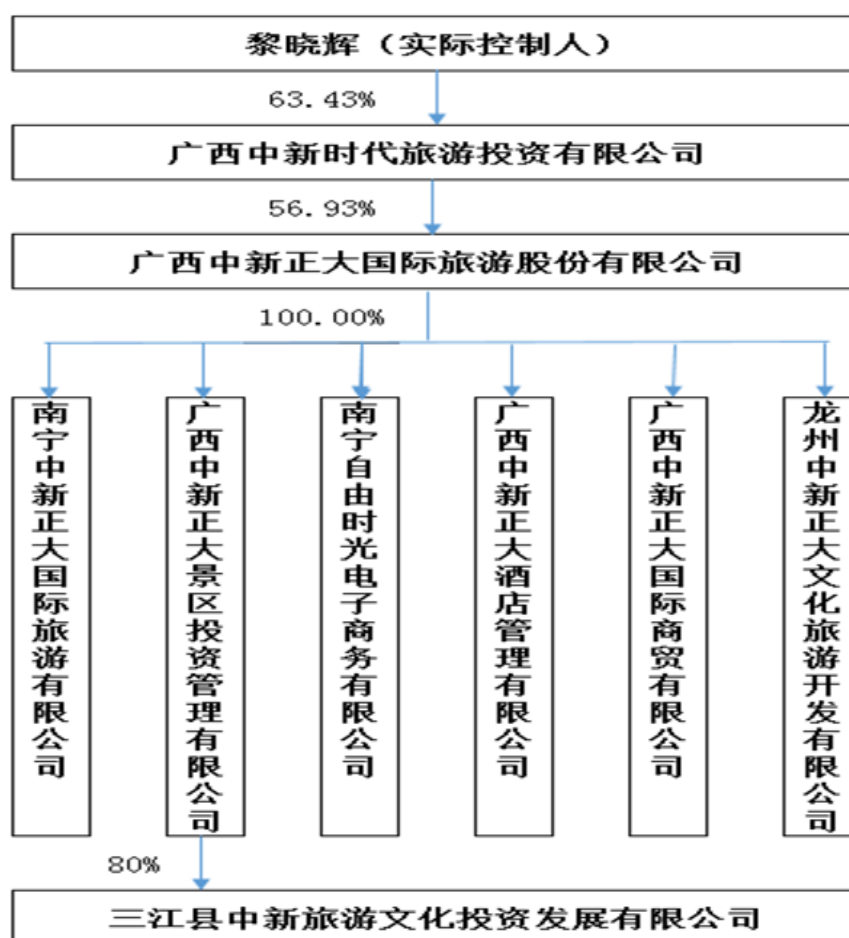 黎晓辉（实际控制人）
63.43%
广西中新时代旅游投资有限公司
56.93%
广西中新正大国际旅游股份有限公司
100.00%
南宁中新正大国际旅游有限公司
广西中新正大景区投资管理有限公司
南宁自由时光电子商务有限公司
广西中新正大酒店管理有限公司
广西中新正大国际商贸有限公司
龙州中新正大文化旅游开发有限公司
80%
三江县中新旅游文化投资发展有限公司